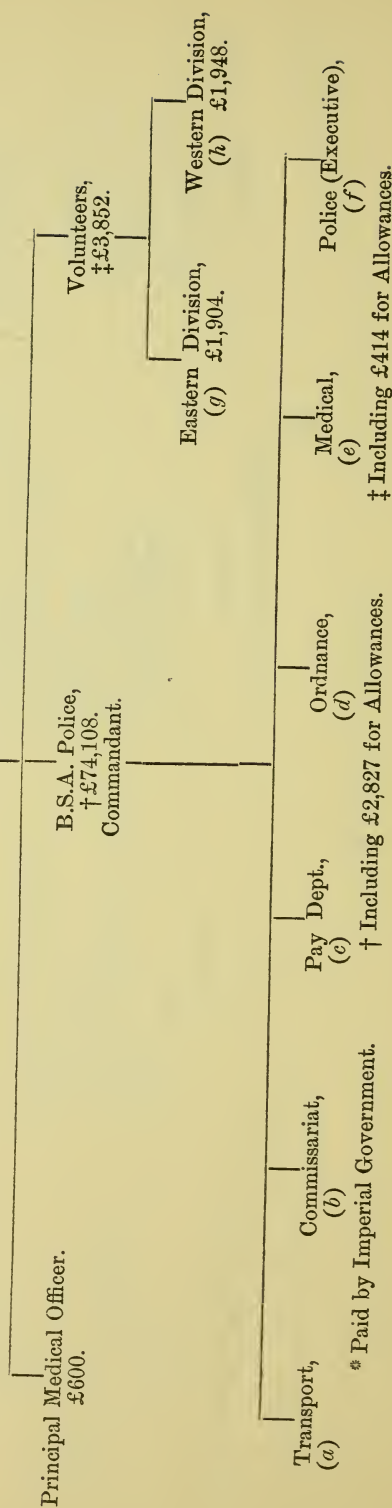 Principal Medical Officer.
£600.
B.S.A. Police,
†£74,108.
Commandant.
Volunteers,
‡£3,852.
Eastern Division,
(g) £1,904.
Western Division,
(h) £1,948.
Transport,
(a)
Commissariat,
(b)
Pay Dept.,
(c)
Ordnance,
(d)
Medical,
(e)
Police (Executive),
(f)
* Paid by Imperial Government.
† Including £2,827 for Allowances.
‡ Including £414 for Allowances.